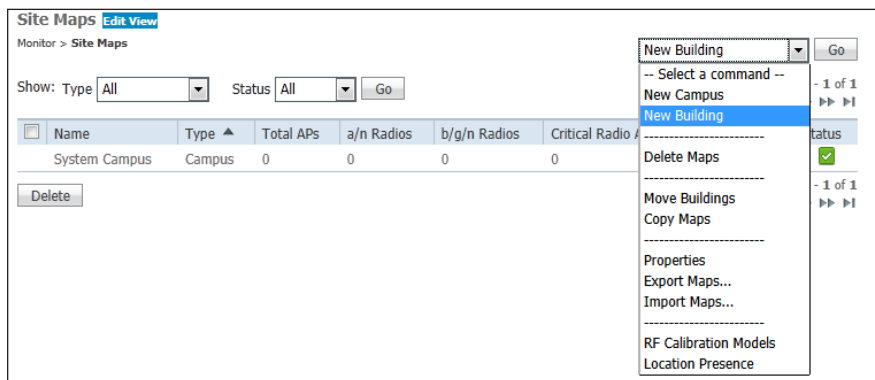 Site Maps Edit View
Monitor > Site Maps
New Building Go
Show: Type All Status All Go
-- Select a command --
New Campus
New Building
------------------------
Delete Maps
------------------------
Move Buildings
Copy Maps
------------------------
Properties
Export Maps...
Import Maps...
------------------------
RF Calibration Models
Location Presence
- 1 of 1
Name Type Total APs a/n Radios b/g/n Radios Critical Radio A tatus
System Campus Campus 0 0 0 0
Delete
- 1 of 1